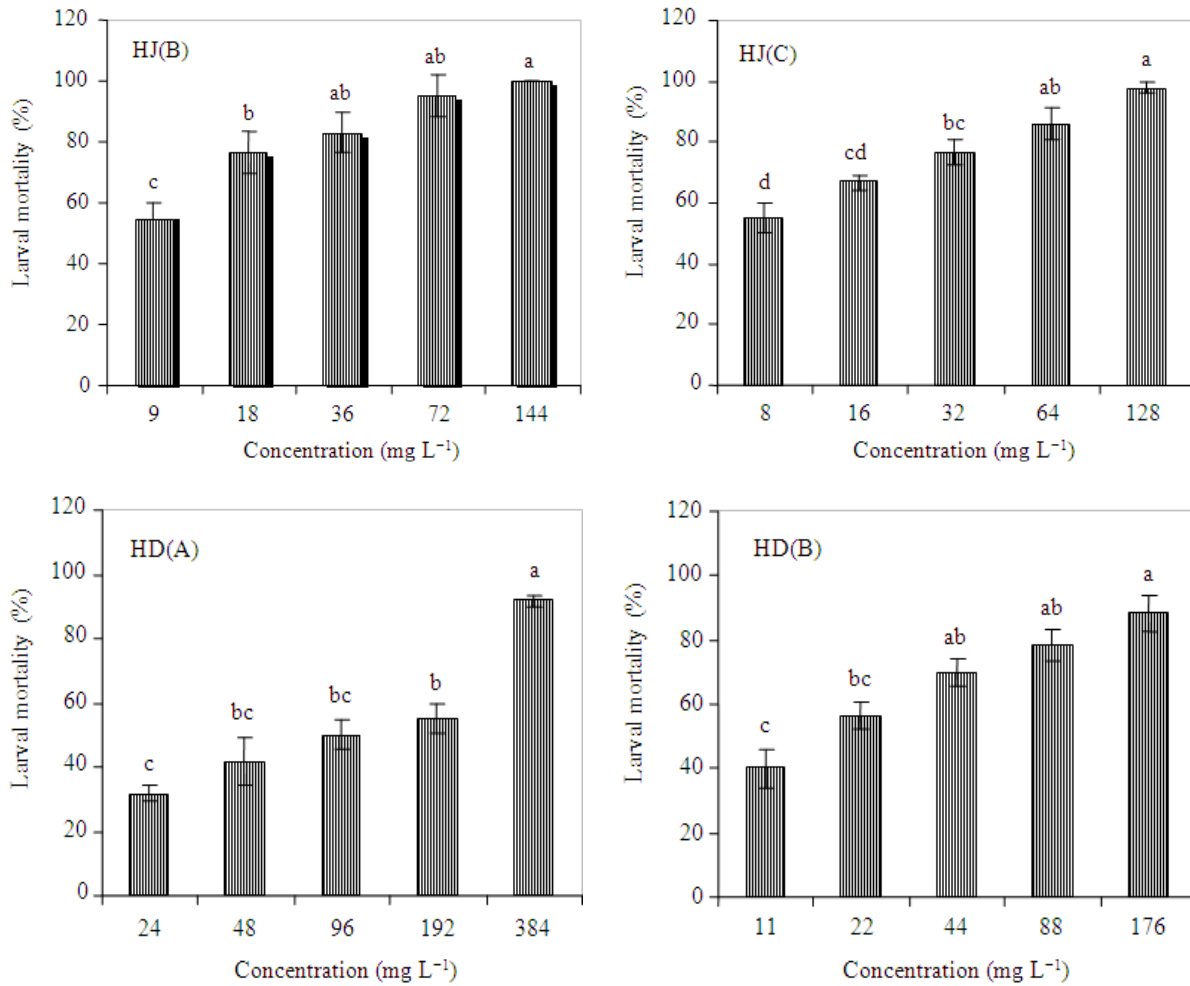 120
100
80
60
40
20
0
Larval mortality (%)
HJ(B)
c
b
ab
ab
a
9 18 36 72 144
Concentration (mg L⁻¹)
120
100
80
60
40
20
0
Larval mortality (%)
HJ(C)
d
cd
bc
ab
a
8 16 32 64 128
Concentration (mg L⁻¹)
120
100
80
60
40
20
0
Larval mortality (%)
HD(A)
c
bc
bc
b
a
24 48 96 192 384
Concentration (mg L⁻¹)
120
100
80
60
40
20
0
Larval mortality (%)
HD(B)
c
bc
ab
ab
a
11 22 44 88 176
Concentration (mg L⁻¹)